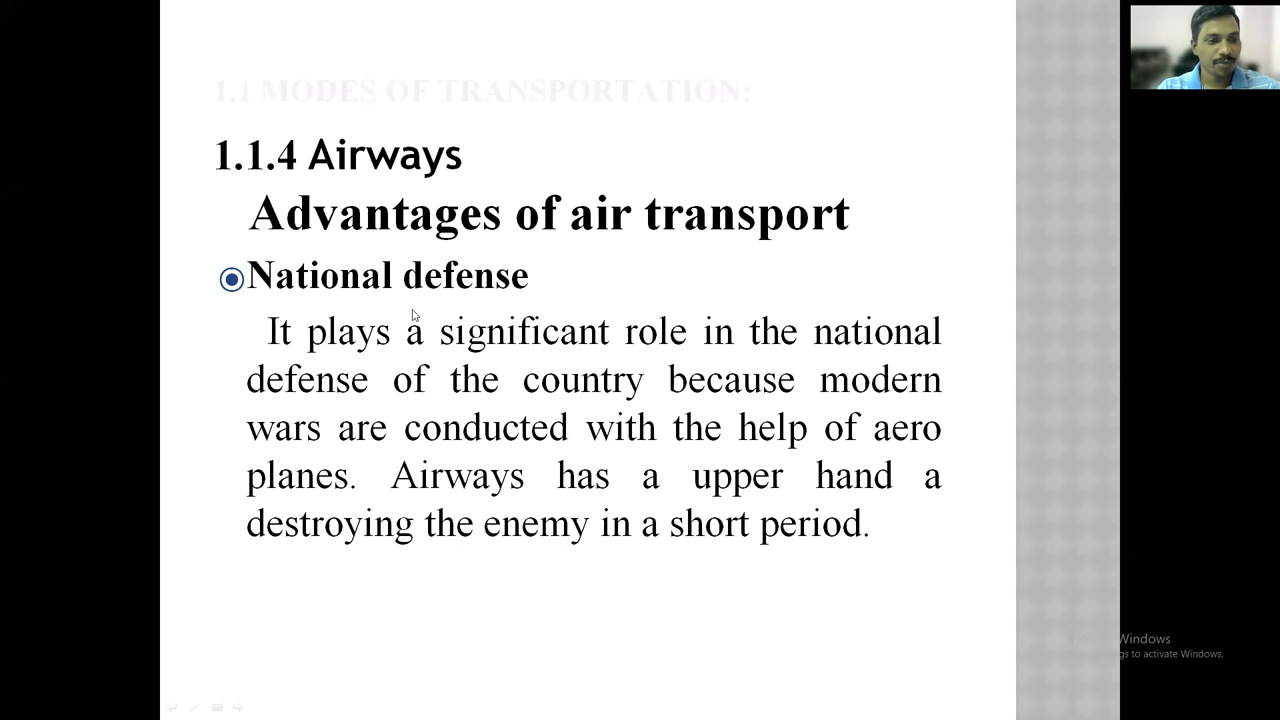 1.1 MODES OF TRANSPORTATION:
1.1.4 Airways
Advantages of air transport
National defense
It plays a significant role in the national
defense of the country because modern
wars are conducted with the help of aero
planes. Airways has a upper hand a
destroying the enemy in a short period.
Windows
gs to activate Windows.